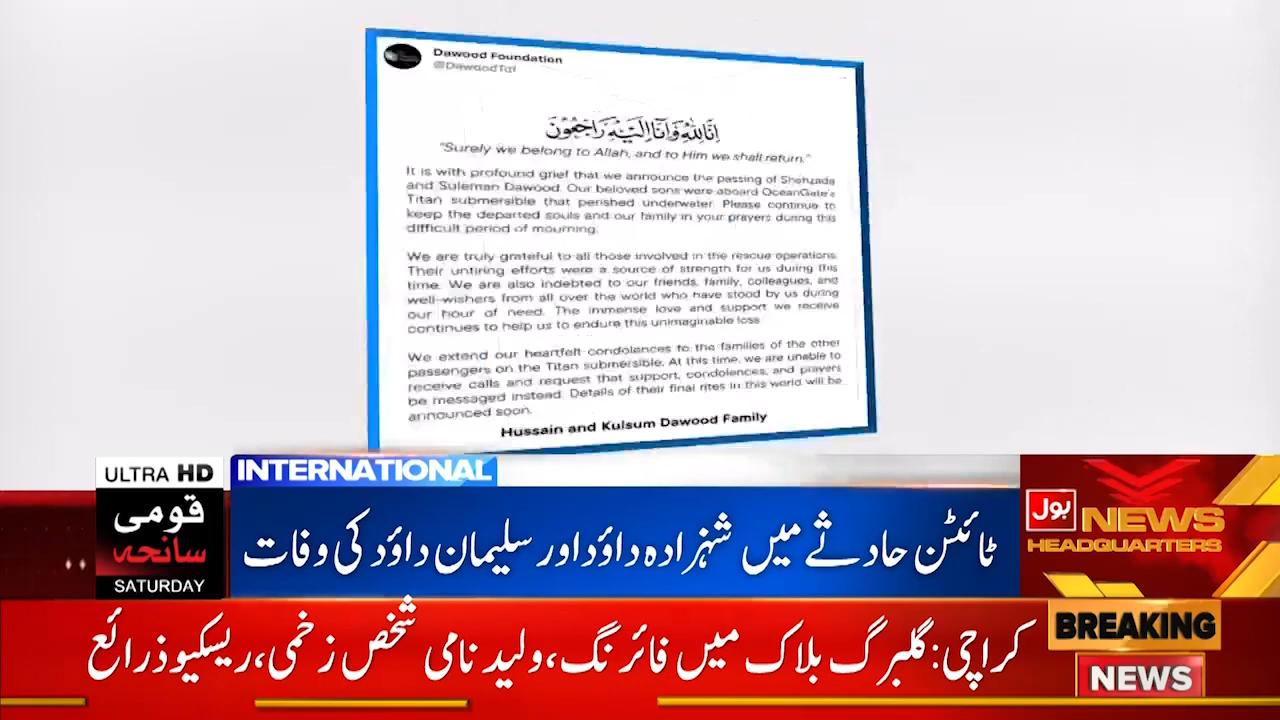 Dawood Foundation
@DawoodTdf
اِنَّالِلّٰهِ وَاِنَّا اِلَيْهِ رَاجِعُوْنَ
"Surely we belong to Allah, and to Him we shall return."
It is with profound grief that we announce the passing of Shahzada
and Suleman Dawood. Our beloved sons were aboard OceanGate's
Titan submersible that perished underwater. Please continue to
keep the departed souls and our family in your prayers during this
difficult period of mourning.
We are truly grateful to all those involved in the rescue operations.
Their untiring efforts were a source of strength for us during this
time. We are also indebted to our friends, family, colleagues, and
well-wishers from all over the world who have stood by us during
our hour of need. The immense love and support we receive
continues to help us to endure this unimaginable loss.
We extend our heartfelt condolences to the families of the other
passengers on the Titan submersible. At this time, we are unable to
receive calls and request that support, condolences, and prayers
be messaged instead. Details of their final rites in this world will be
announced soon.
Hussain and Kulsum Dawood Family
ULTRA HD
INTERNATIONAL
قومی
سانحہ
SATURDAY
ٹائٹن حادثے میں شہزادہ داؤد اور سلیمان داؤد کی وفات
بول NEWS
HEADQUARTERS
کراچی: گلبرگ بلاک میں فائرنگ، ولید نامی شخص زخمی، ریسکیو ذرائع
BREAKING
NEWS